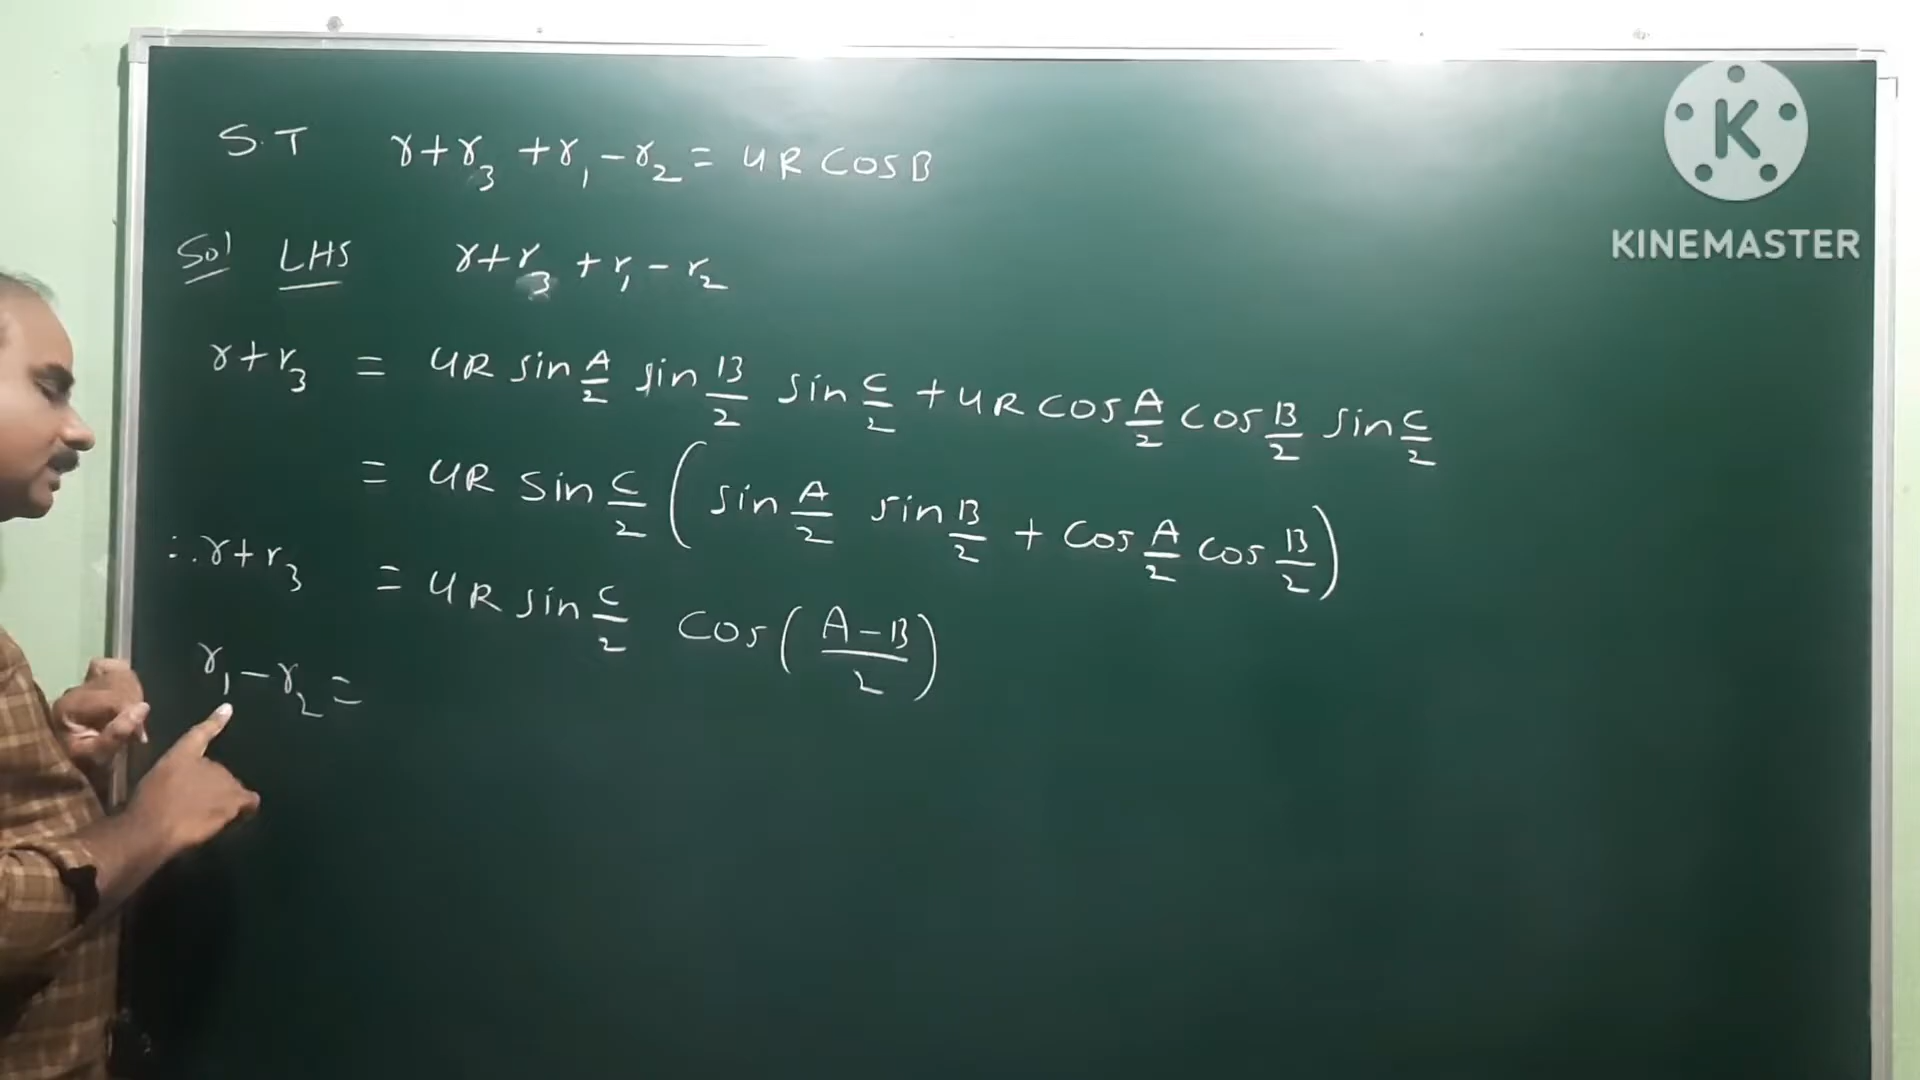 S.T r+r₃+r₁-r₂ = 4R COSB
Sol LHS r+r₃+r₁-r₂
r+r₃ = 4R sin A/2 sin B/2 sin C/2 + 4R cos A/2 cos B/2 sin C/2
= 4R sin C/2 (sin A/2 sin B/2 + cos A/2 cos B/2)
∴ r+r₃ = 4R sin C/2 cos(A-B/2)
r₁-r₂ =
K
KINEMASTER